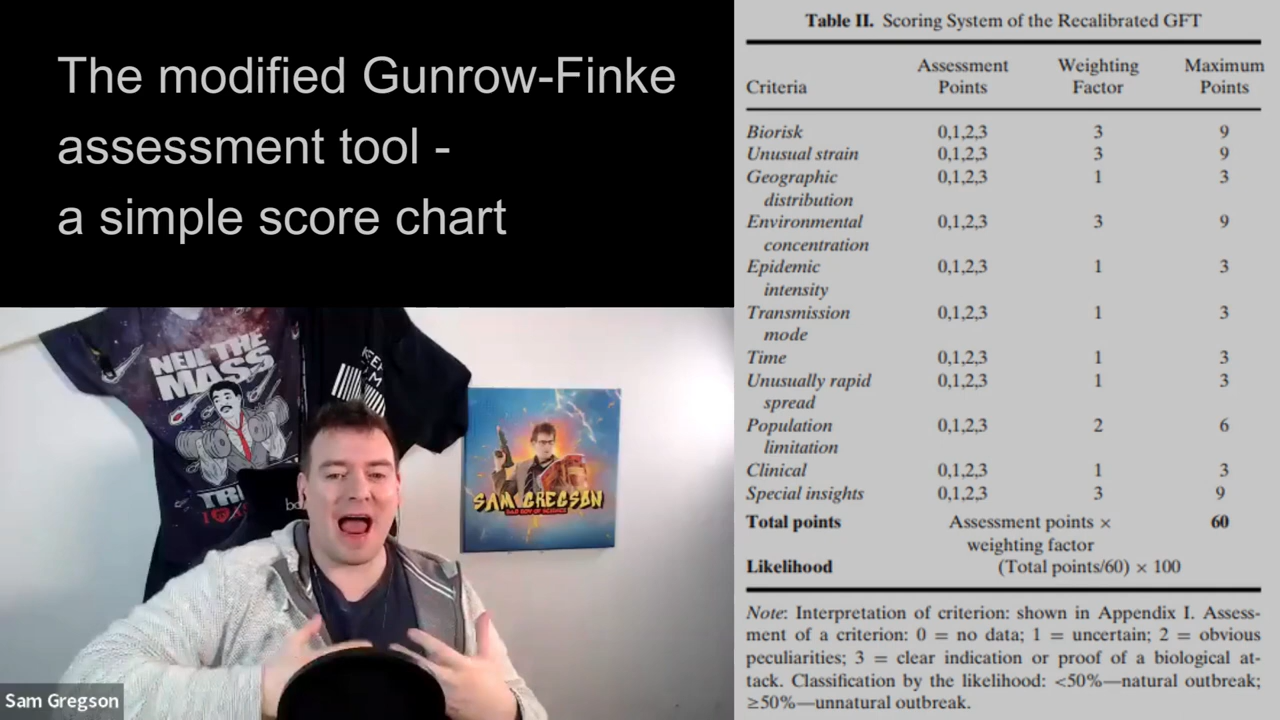 The modified Gunrow-Finke
assessment tool -
a simple score chart
NEIL THE
MASS
TRI
SAM GREGSON
BAD BOY OF SCIENCE
Sam Gregson
Table II. Scoring System of the Recalibrated GFT
Criteria Assessment Points Weighting Factor Maximum Points
Biorisk 0,1,2,3 3 9
Unusual strain 0,1,2,3 3 9
Geographic distribution 0,1,2,3 1 3
Environmental concentration 0,1,2,3 3 9
Epidemic intensity 0,1,2,3 1 3
Transmission mode 0,1,2,3 1 3
Time 0,1,2,3 1 3
Unusually rapid spread 0,1,2,3 1 3
Population limitation 0,1,2,3 2 6
Clinical 0,1,2,3 1 3
Special insights 0,1,2,3 3 9
Total points Assessment points × weighting factor 60
Likelihood (Total points/60) × 100
Note: Interpretation of criterion: shown in Appendix I. Assess-
ment of a criterion: 0 = no data; 1 = uncertain; 2 = obvious
peculiarities; 3 = clear indication or proof of a biological at-
tack. Classification by the likelihood: <50%—natural outbreak;
≥50%—unnatural outbreak.